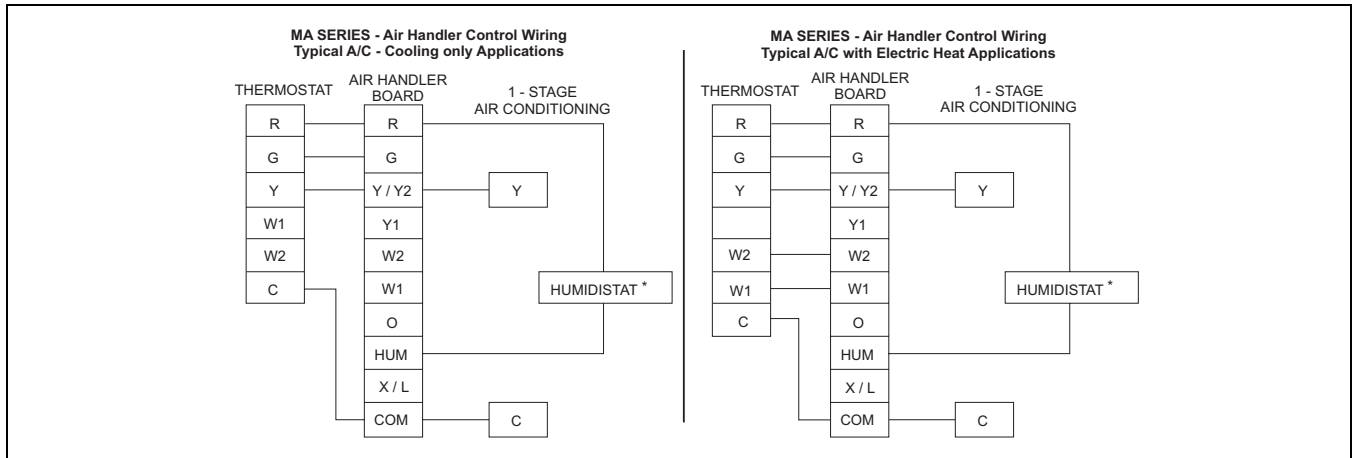 MA SERIES - Air Handler Control Wiring
Typical A/C - Cooling only Applications
THERMOSTAT
AIR HANDLER
BOARD
1 - STAGE
AIR CONDITIONING
R
R
G
G
Y
Y / Y2
Y
W1
Y1
W2
W2
C
W1
HUMIDISTAT *
O
HUM
X / L
COM
C
MA SERIES - Air Handler Control Wiring
Typical A/C with Electric Heat Applications
THERMOSTAT
AIR HANDLER
BOARD
1 - STAGE
AIR CONDITIONING
R
R
G
G
Y
Y / Y2
Y
Y1
W2
W2
W1
W1
HUMIDISTAT *
C
O
HUM
X / L
COM
C